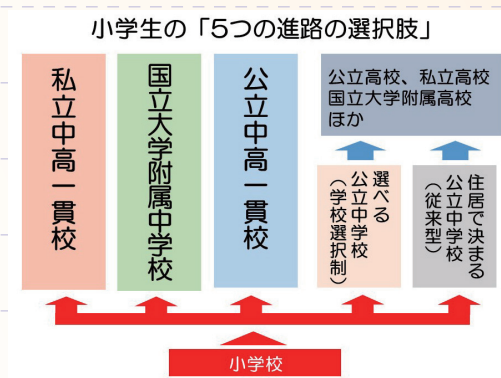 小学生の「5つの進路の選択肢」
私立中高一貫校
国立大学附属中学校
公立中高一貫校
公立高校、私立高校
国立大学附属高校
ほか
選べる
公立中学校
（学校選択制）
住居で決まる
公立中学校
（従来型）
小学校